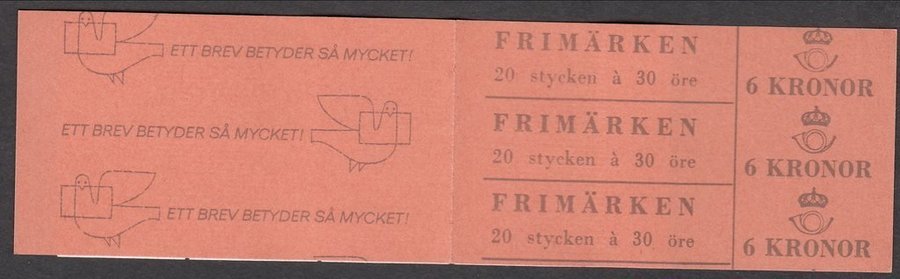 ETT BREV BETYDER SÅ MYCKET!
ETT BREV BETYDER SÅ MYCKET!
ETT BREV BETYDER SÅ MYCKET!
FRIMÄRKEN
20 stycken à 30 öre
6 KRONOR
FRIMÄRKEN
20 stycken à 30 öre
6 KRONOR
FRIMÄRKEN
20 stycken à 30 öre
6 KRONOR